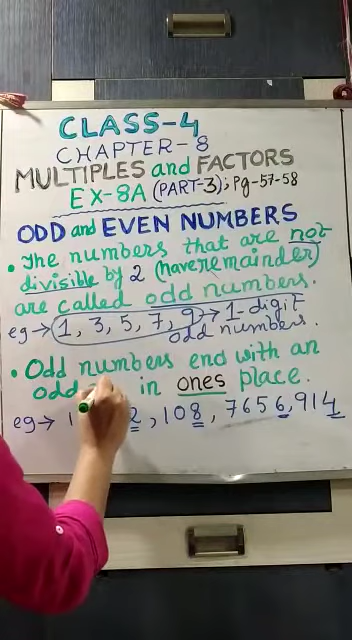 CLASS-4
CHAPTER-8
MULTIPLES and FACTORS
EX-8A (PART-3); Pg-57-58
ODD and EVEN NUMBERS
• The numbers that are not
divisible by 2 (have remainder)
are called odd numbers.
eg → 1, 3, 5, 7, 9 → 1-digit
odd numbers.
• Odd numbers end with an
odd in ones place.
eg → 1 2, 108, 7656, 914